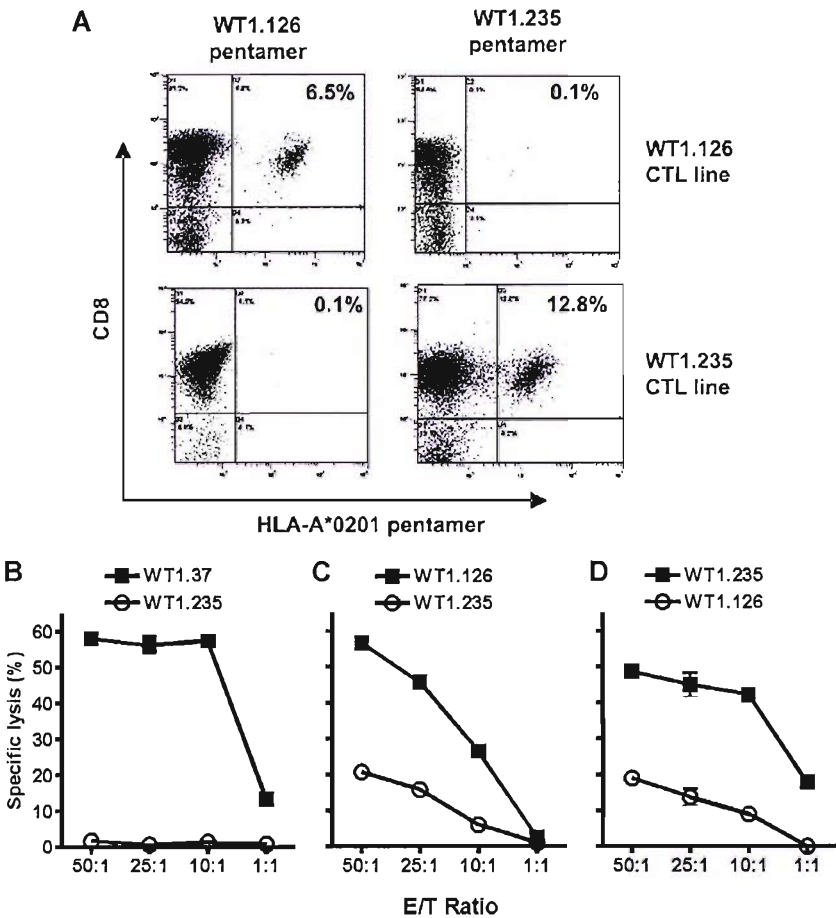 A
WT1.126
pentamer
WT1.235
pentamer
6.5%
0.1%
WT1.126
CTL line
0.1%
12.8%
WT1.235
CTL line
CD8
HLA-A*0201 pentamer
B
WT1.37
WT1.235
C
WT1.126
WT1.235
D
WT1.235
WT1.126
Specific lysis (%)
60
50
40
30
20
10
0
50:1 25:1 10:1 1:1
50:1 25:1 10:1 1:1
50:1 25:1 10:1 1:1
E/T Ratio